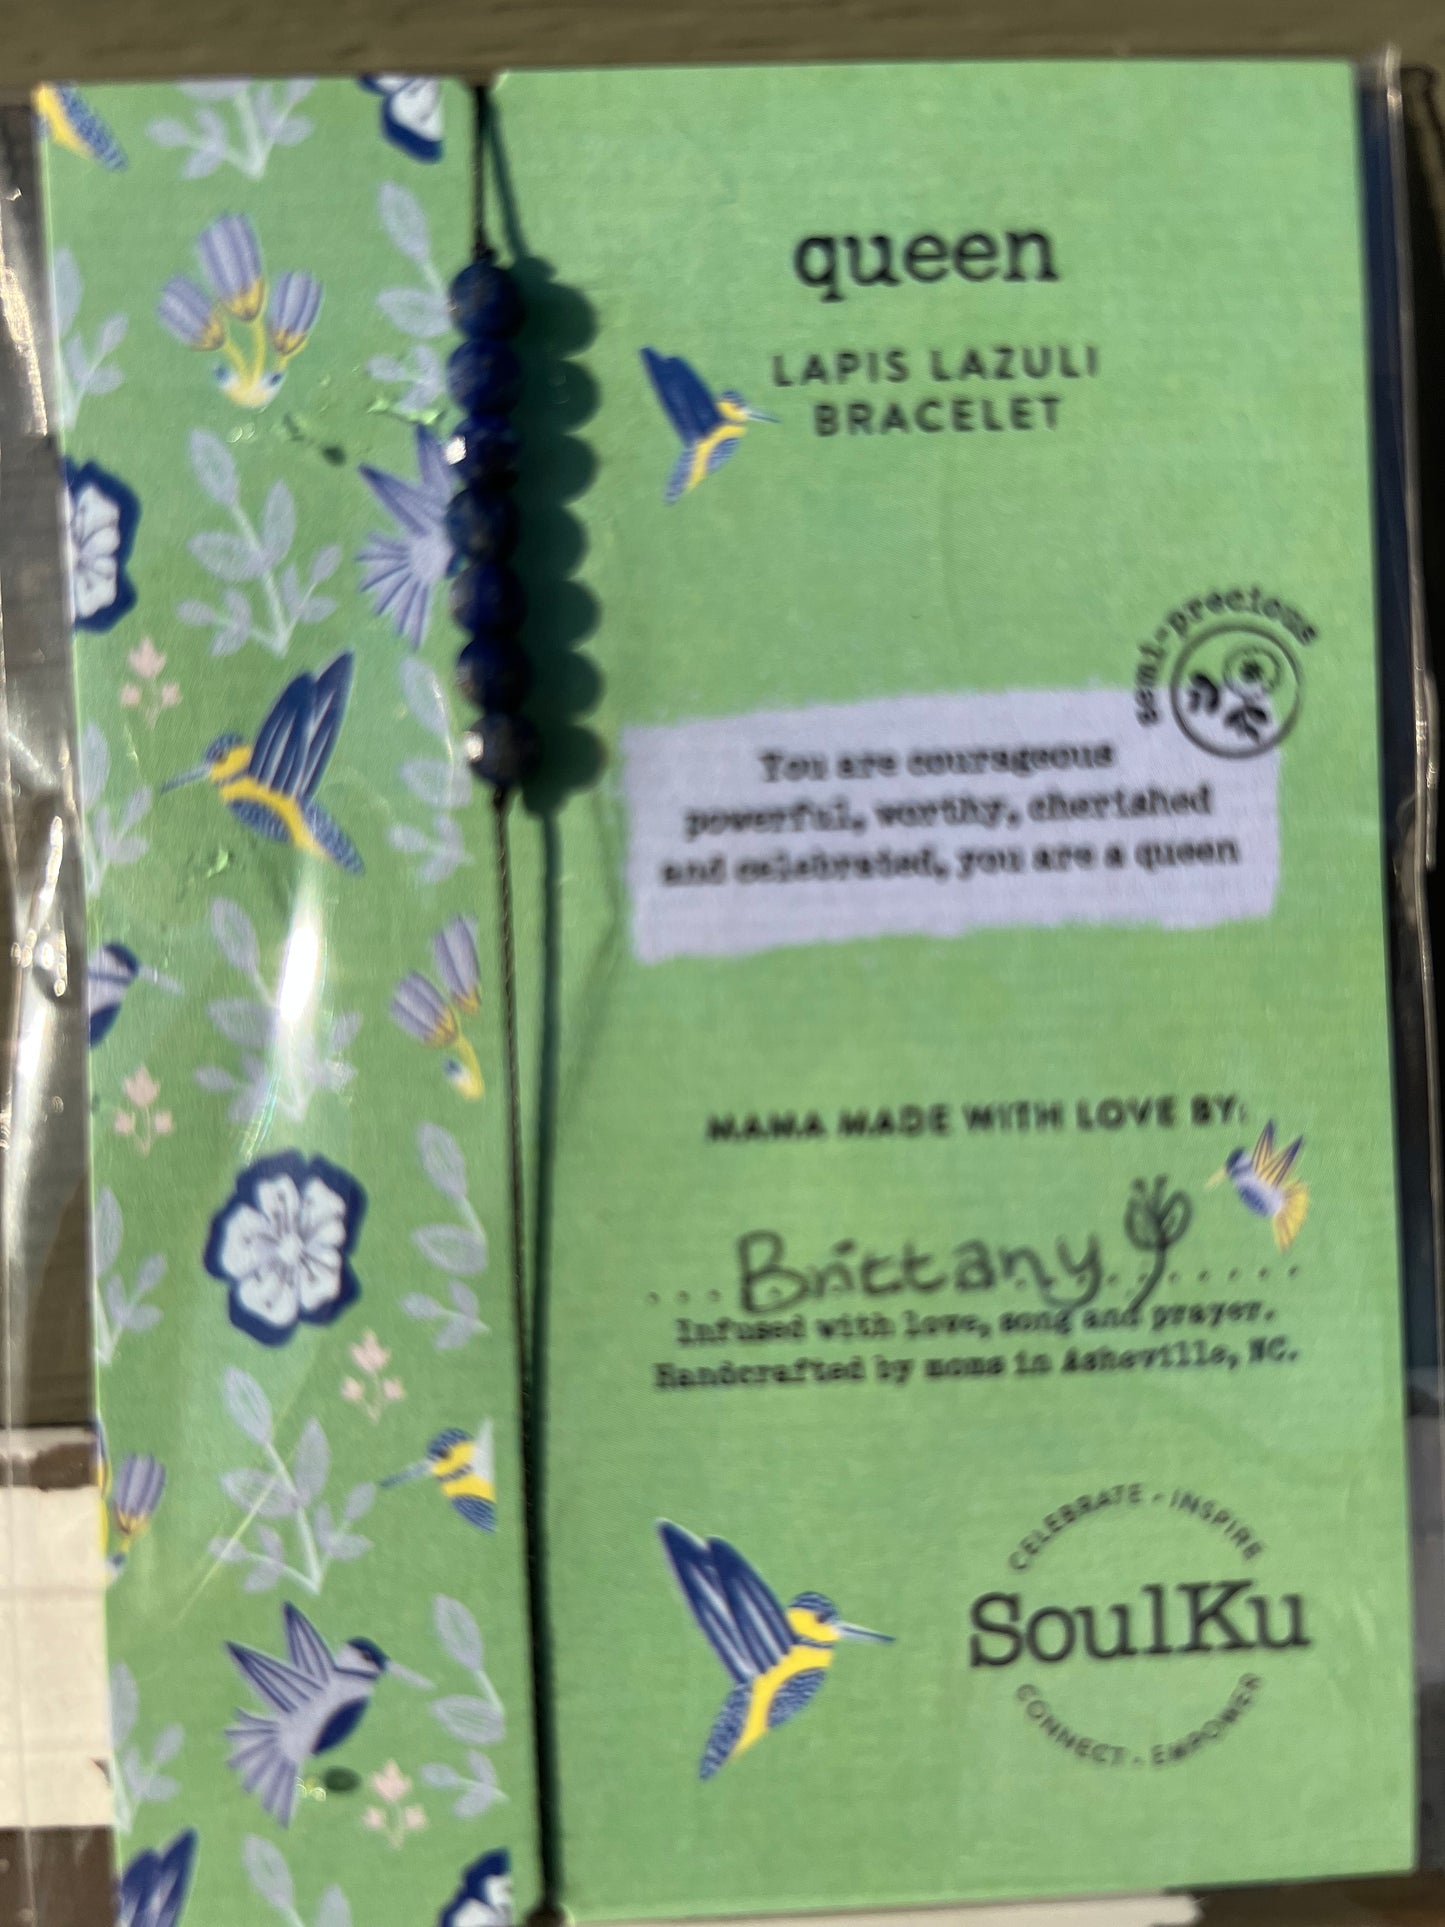 queen
LAPIS LAZULI
BRACELET
semi-precious
You are courageous
powerful, worthy, cherished
and celebrated, you are a queen
MAMA MADE WITH LOVE BY:
Brittany
Infused with love, song and prayer.
Handcrafted by moms in Asheville, NC.
CELEBRATE · INSPIRE
SoulKu
CONNECT · EMPOWER